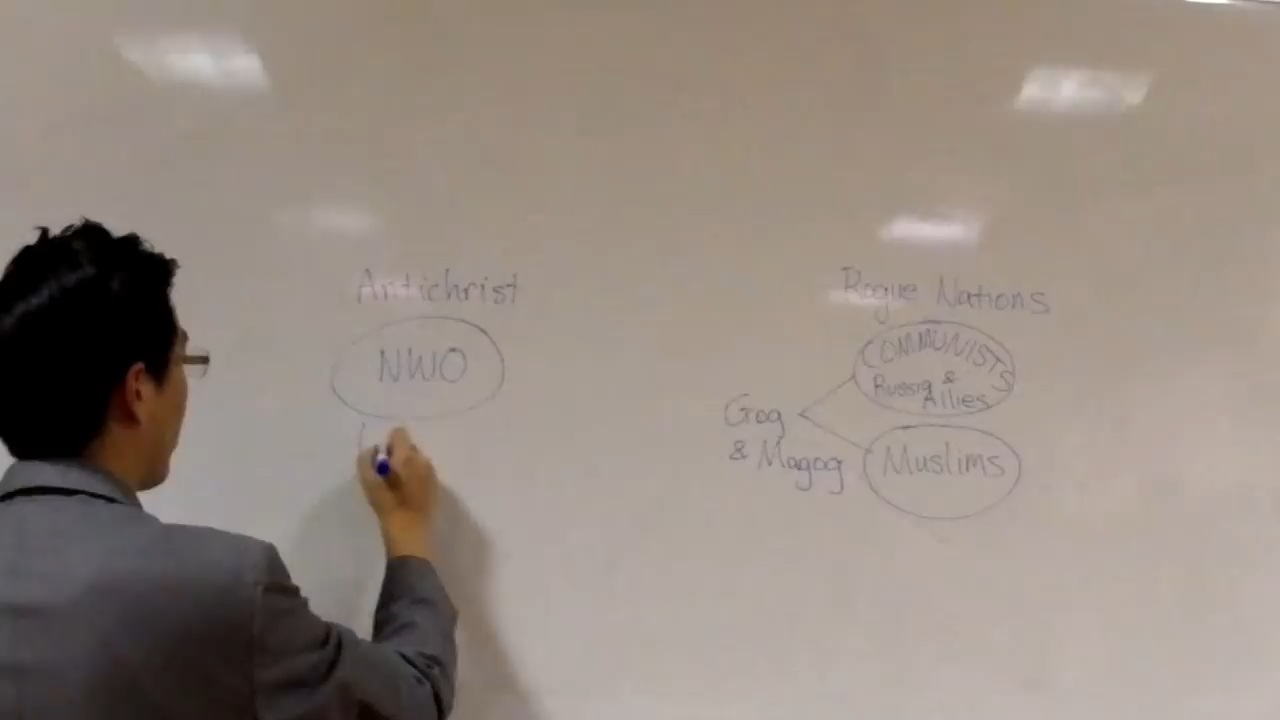 Antichrist
NWO
Rogue Nations
COMMUNISTS
Russia &
Allies
Gog
& Magog
Muslims